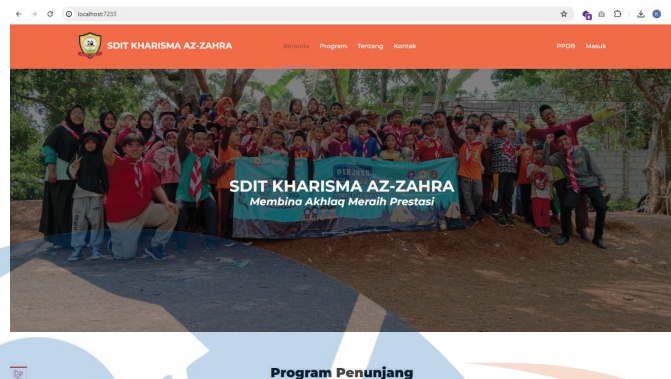 localhost:7233
SDIT KHARISMA AZ-ZAHRA
Beranda Program Tentang Kontak PPDB Masuk
PERJASA
SDIT KHARISMA AZ-ZAHRA
Membina Akhlaq Meraih Prestasi
Program Penunjang